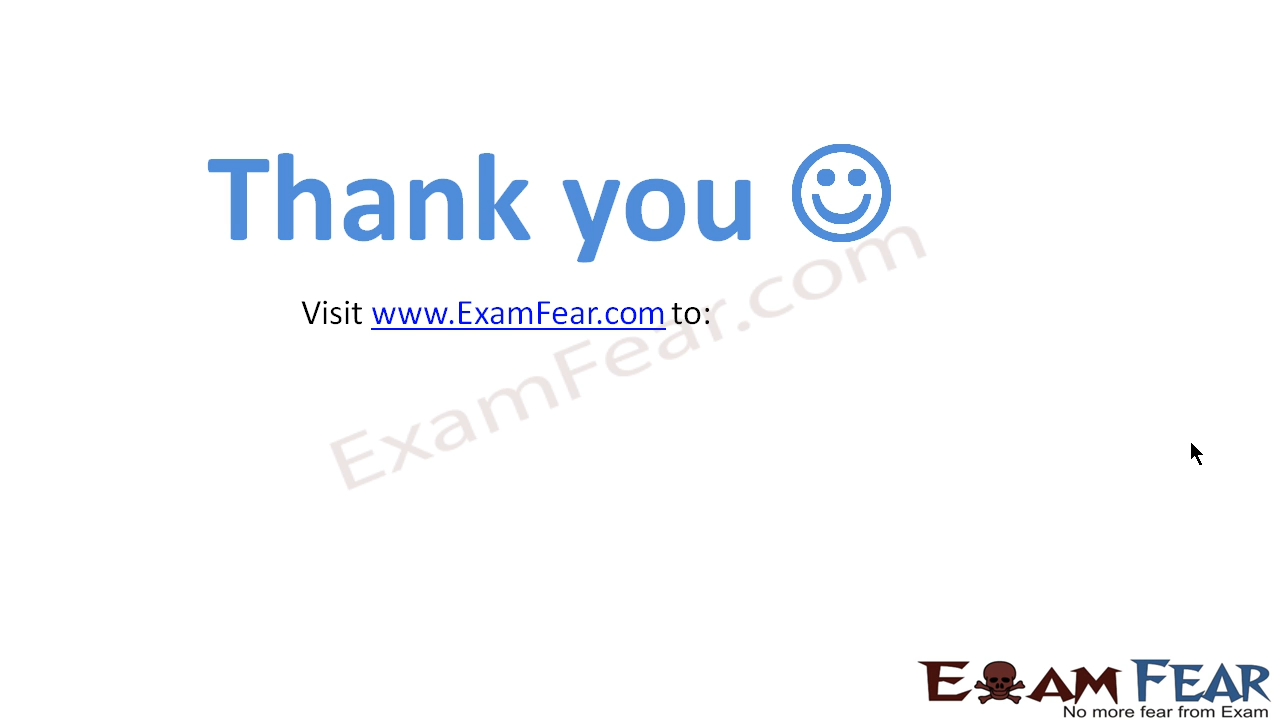 Thank you ☺
Visit www.ExamFear.com to:
ExamFear.com
EXAM FEAR
No more fear from Exam